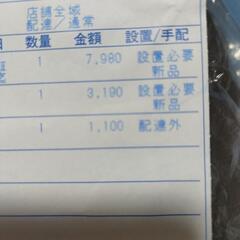 店舗全域
配達／通常
数量 金額 設置/手配
1 7,980 設置必要
新品
1 3,190 設置必要
新品
1 1,100 配達外